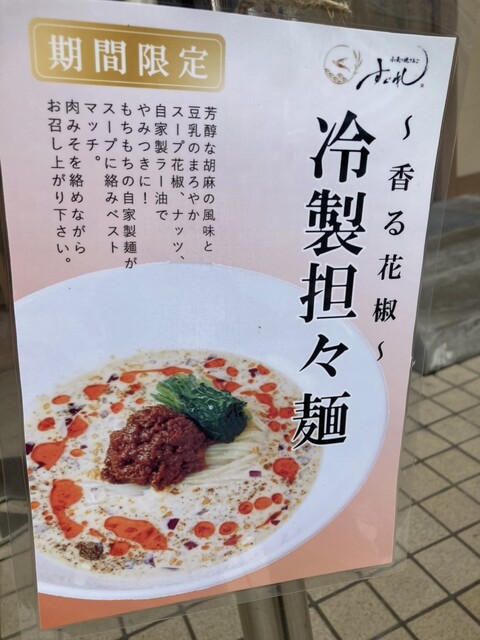 期間限定
すぐれ
〜香る花椒〜
冷製担々麺
芳醇な胡麻の風味と
豆乳のまろやか
スープ花椒、ナッツ、
自家製ラー油で
やみつきに！
もちもちの自家製麺が
スープに絡みベスト
マッチ。
肉みそを絡めながら
お召し上がり下さい。